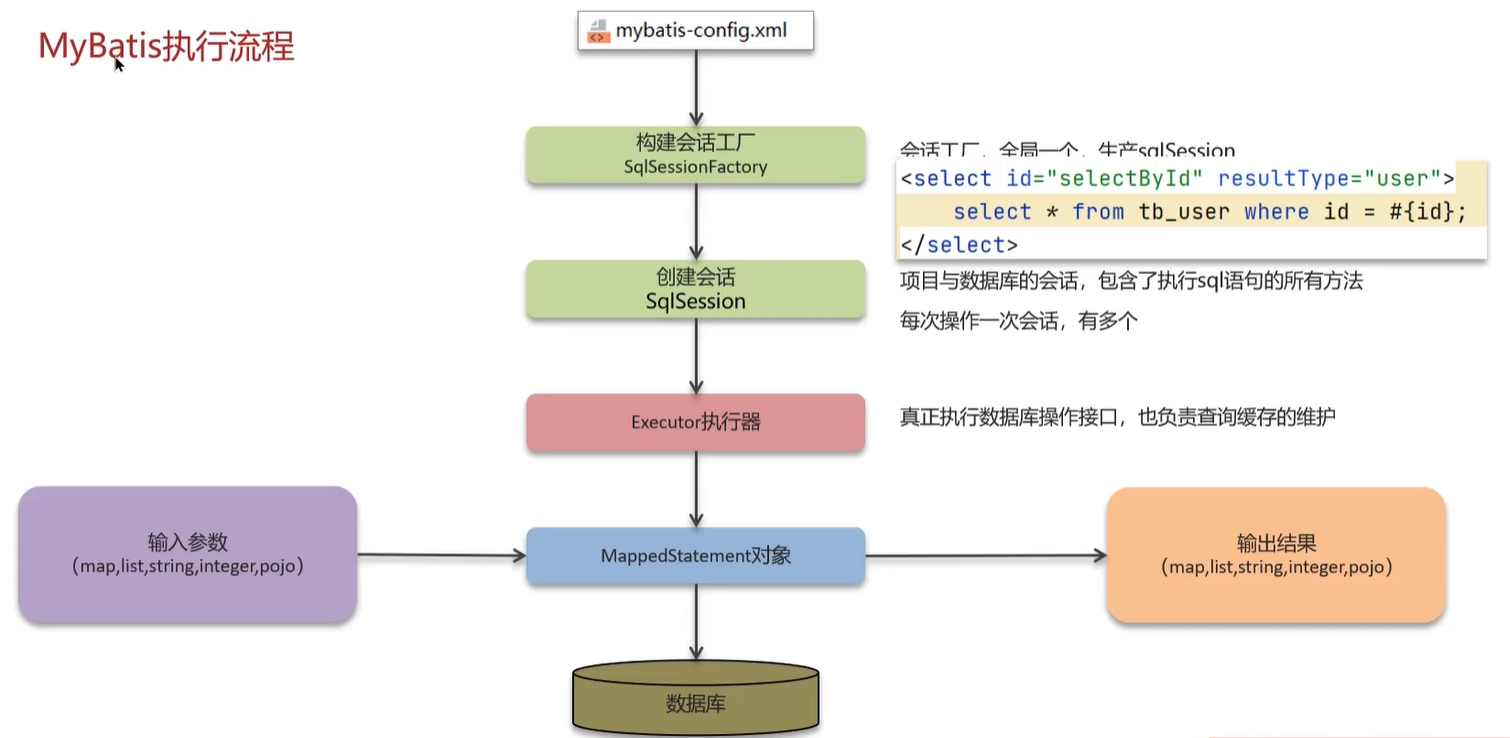 MyBatis执行流程
mybatis-config.xml
构建会话工厂
SqlSessionFactory
会话工厂，全局一个，生产sqlSession
<select id="selectById" resultType="user">
select * from tb_user where id = #{id};
</select>
创建会话
SqlSession
项目与数据库的会话，包含了执行sql语句的所有方法
每次操作一次会话，有多个
Executor执行器
真正执行数据库操作接口，也负责查询缓存的维护
输入参数
（map,list,string,integer,pojo）
MappedStatement对象
输出结果
（map,list,string,integer,pojo）
数据库